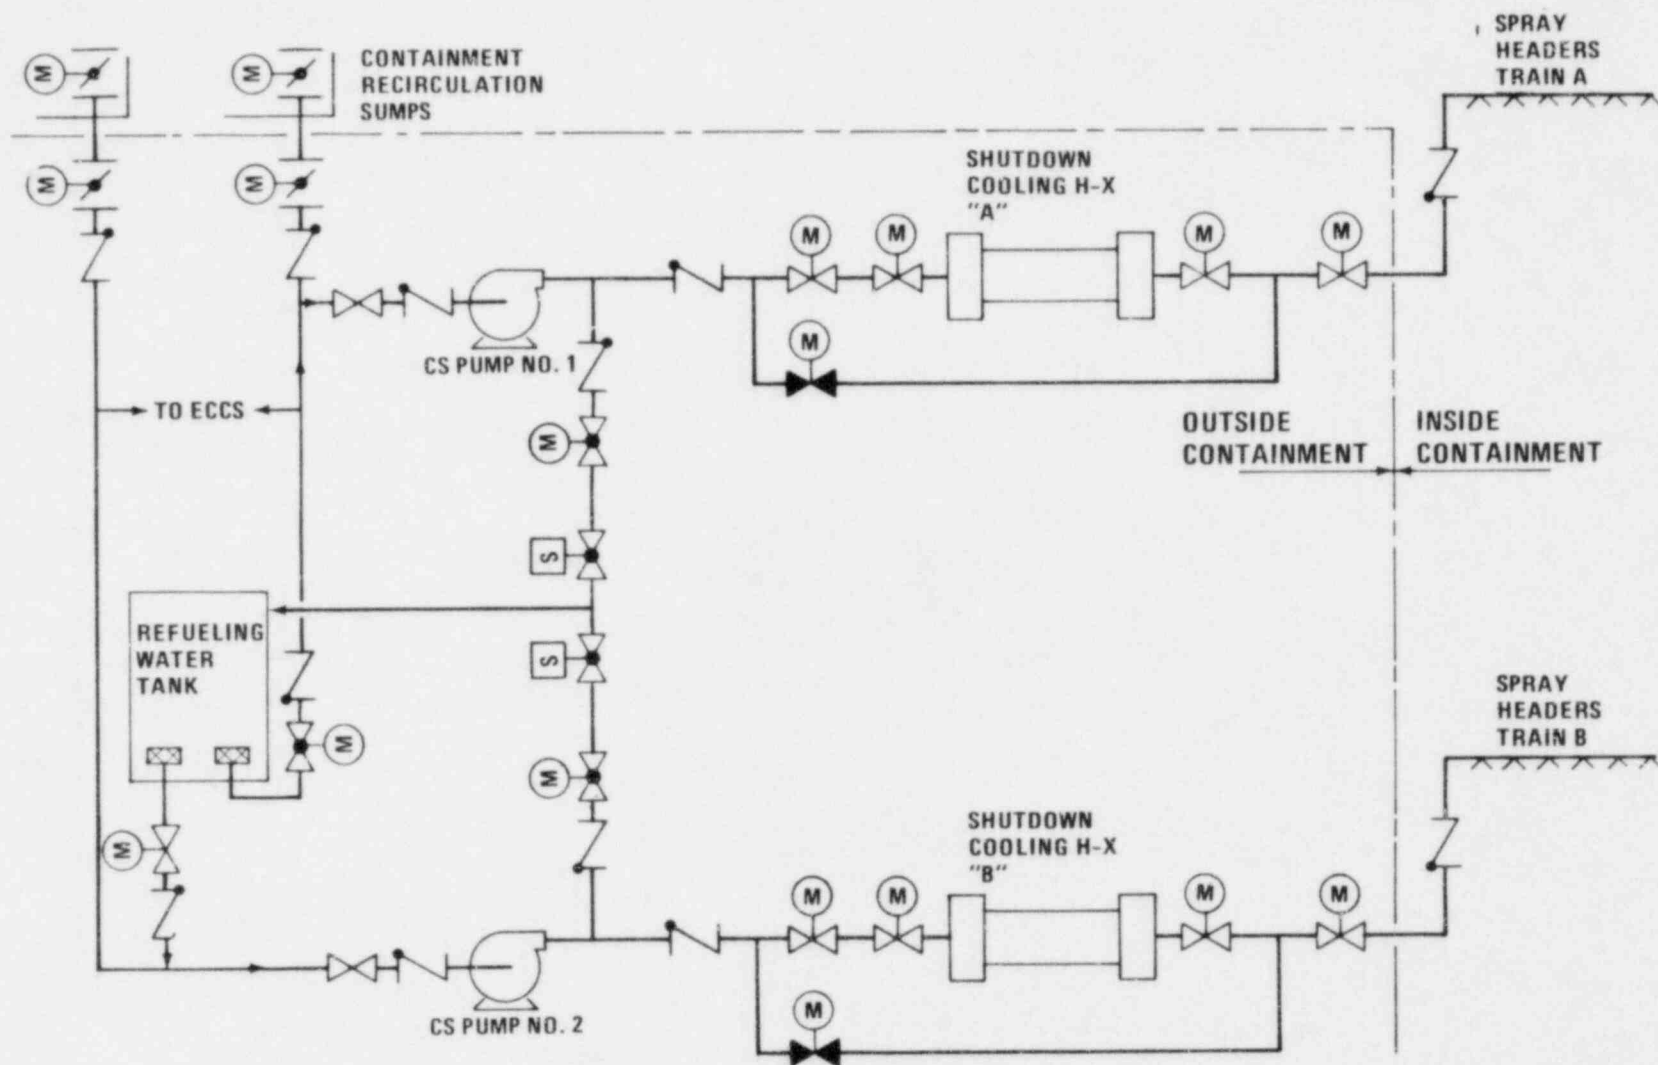 CONTAINMENT
RECIRCULATION
SUMPS
M
M
M
M
SPRAY
HEADERS
TRAIN A
SHUTDOWN
COOLING H-X
"A"
M
M
M
M
M
CS PUMP NO. 1
TO ECCS
M
OUTSIDE
CONTAINMENT
INSIDE
CONTAINMENT
S
REFUELING
WATER
TANK
S
M
M
M
SPRAY
HEADERS
TRAIN B
SHUTDOWN
COOLING H-X
"B"
M
M
M
M
M
CS PUMP NO. 2